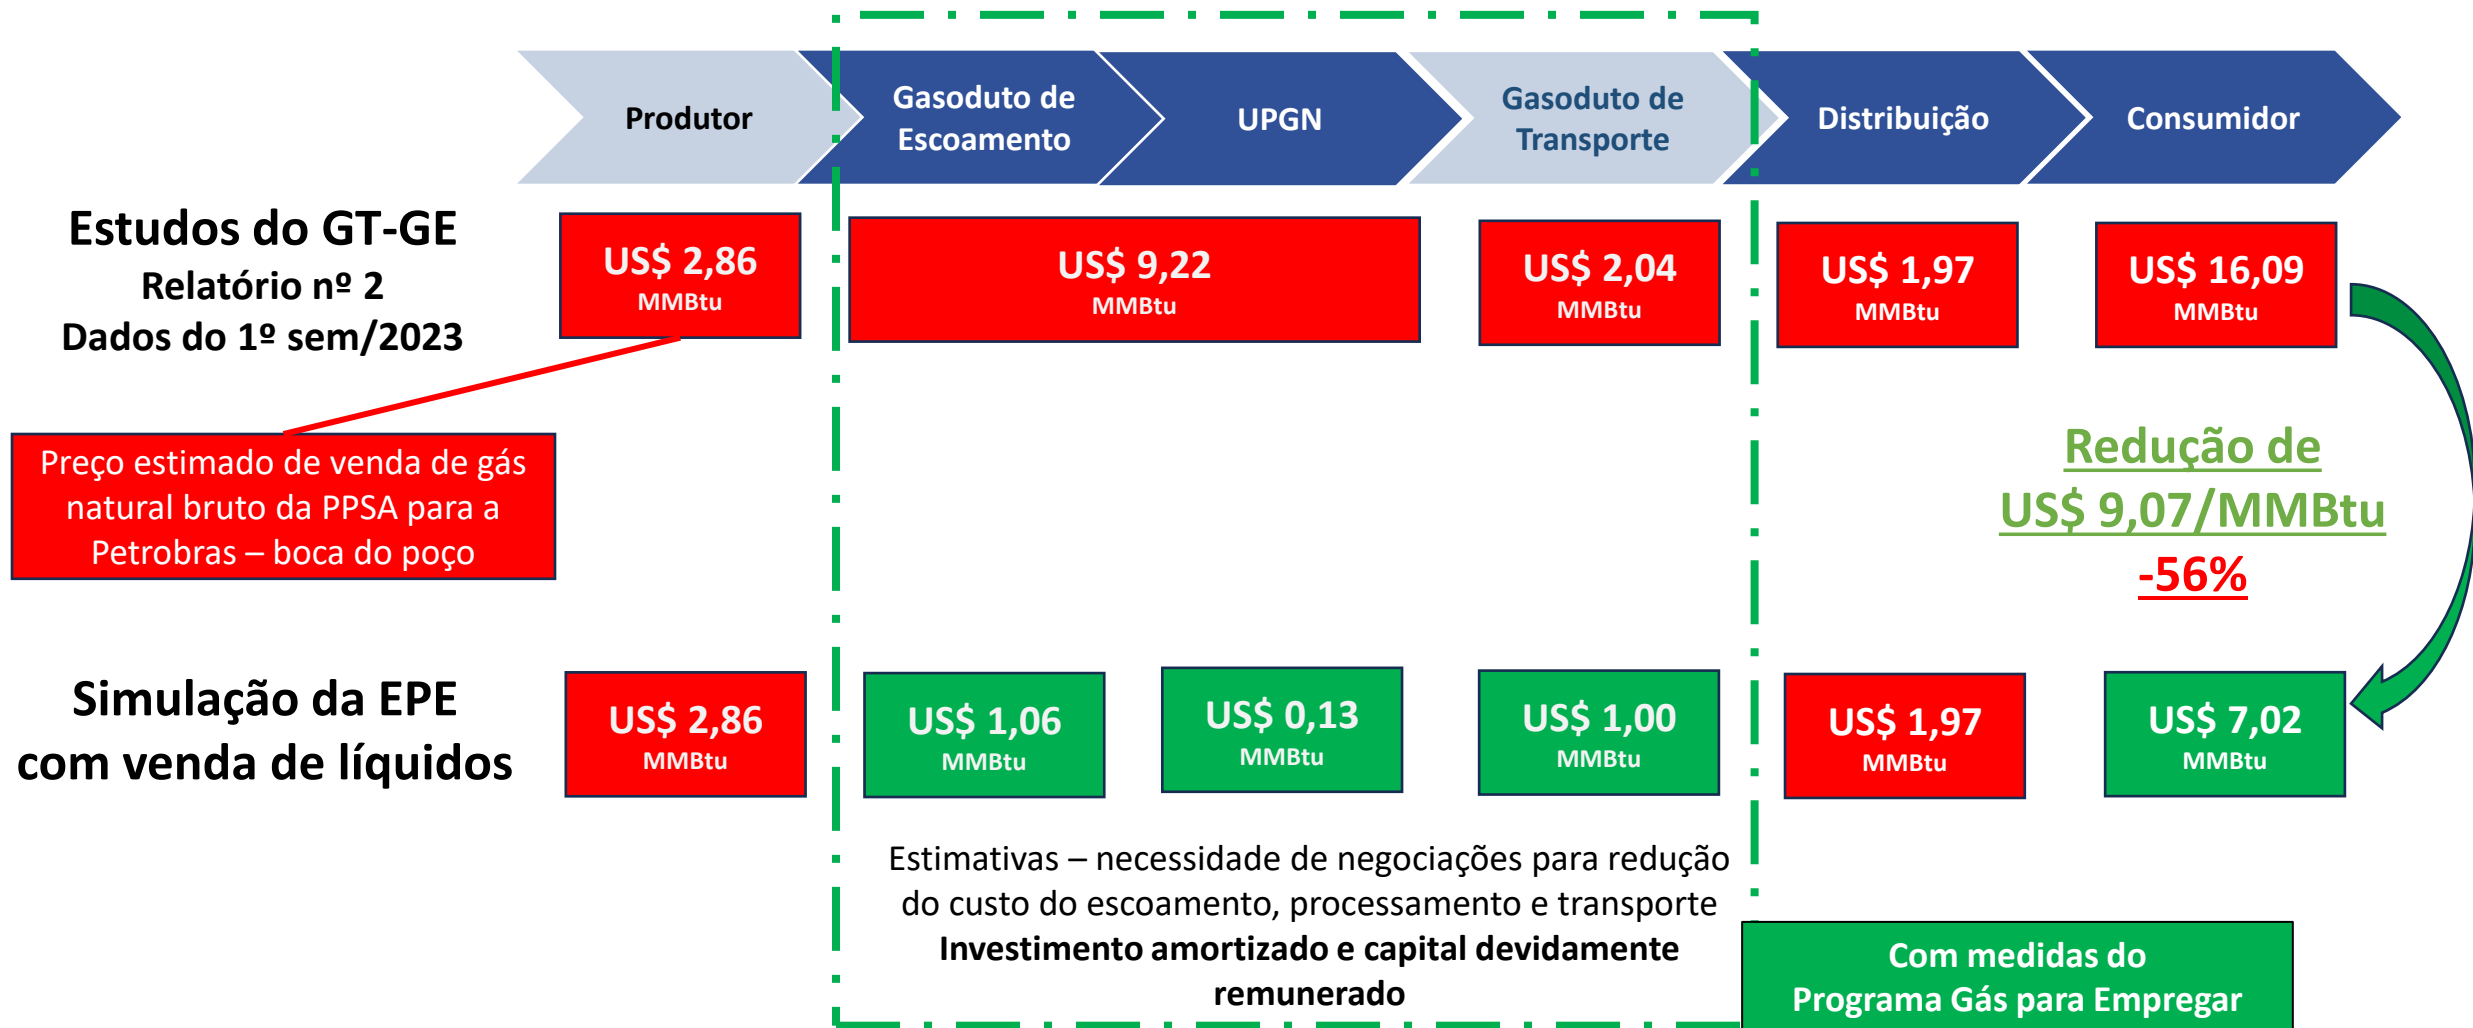 Produtor
Gasoduto de
Escoamento
UPGN
Gasoduto de
Transporte
Distribuição
Consumidor
Estudos do GT-GE
Relatório nº 2
Dados do 1º sem/2023
US$ 2,86
MMBtu
US$ 9,22
MMBtu
US$ 2,04
MMBtu
US$ 1,97
MMBtu
US$ 16,09
MMBtu
Preço estimado de venda de gás
natural bruto da PPSA para a
Petrobras – boca do poço
Redução de
US$ 9,07/MMBtu
-56%
Simulação da EPE
com venda de líquidos
US$ 2,86
MMBtu
US$ 1,06
MMBtu
US$ 0,13
MMBtu
US$ 1,00
MMBtu
US$ 1,97
MMBtu
US$ 7,02
MMBtu
Estimativas – necessidade de negociações para redução
do custo do escoamento, processamento e transporte
Investimento amortizado e capital devidamente
remunerado
Com medidas do
Programa Gás para Empregar